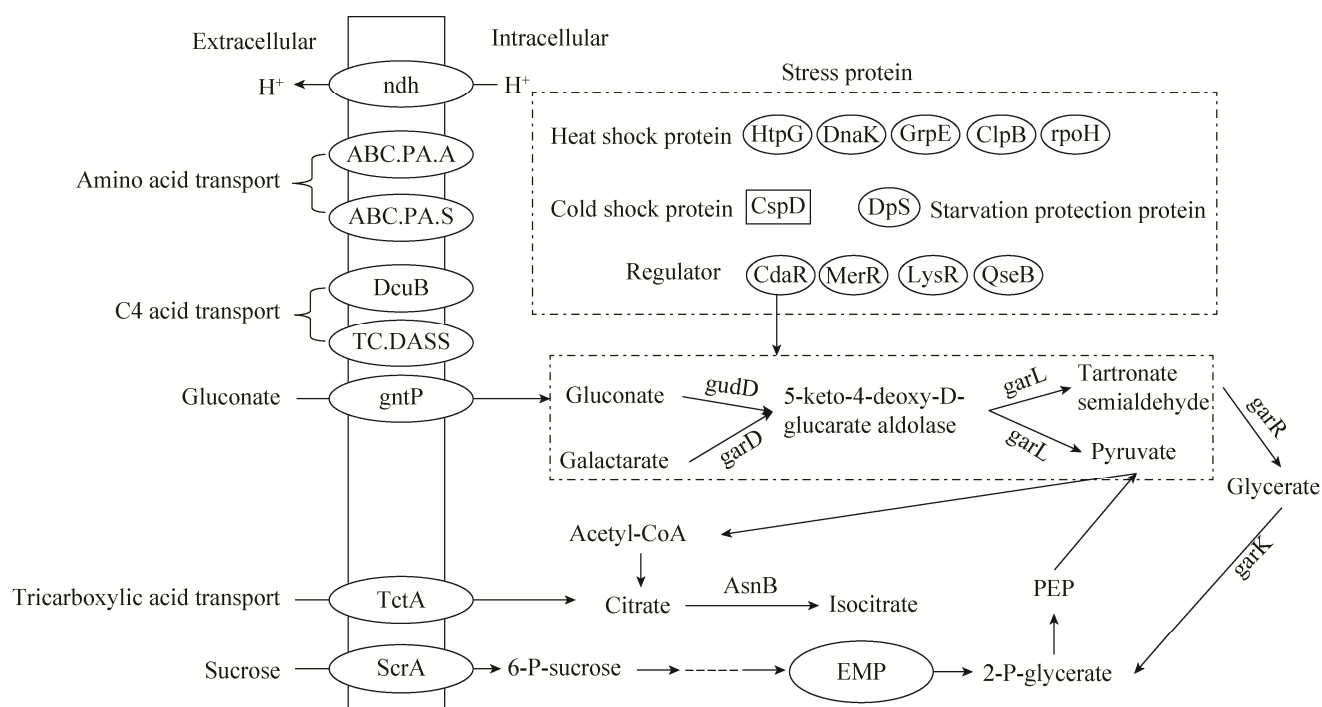 Extracellular
Intracellular
H+
ndh
H+
Stress protein
Heat shock protein
HtpG
DnaK
GrpE
ClpB
rpoH
ABC.PA.A
Amino acid transport
ABC.PA.S
Cold shock protein
CspD
DpS
Starvation protection protein
Regulator
CdaR
MerR
LysR
QseB
DcuB
C4 acid transport
TC.DASS
Gluconate
gntP
Gluconate
gudD
5-keto-4-deoxy-D-
glucarate aldolase
garL
Tartronate
semialdehyde
garR
Galactarate
garD
garL
Pyruvate
Glycerate
Acetyl-CoA
garK
Tricarboxylic acid transport
TctA
Citrate
AsnB
Isocitrate
PEP
Sucrose
ScrA
6-P-sucrose
EMP
2-P-glycerate